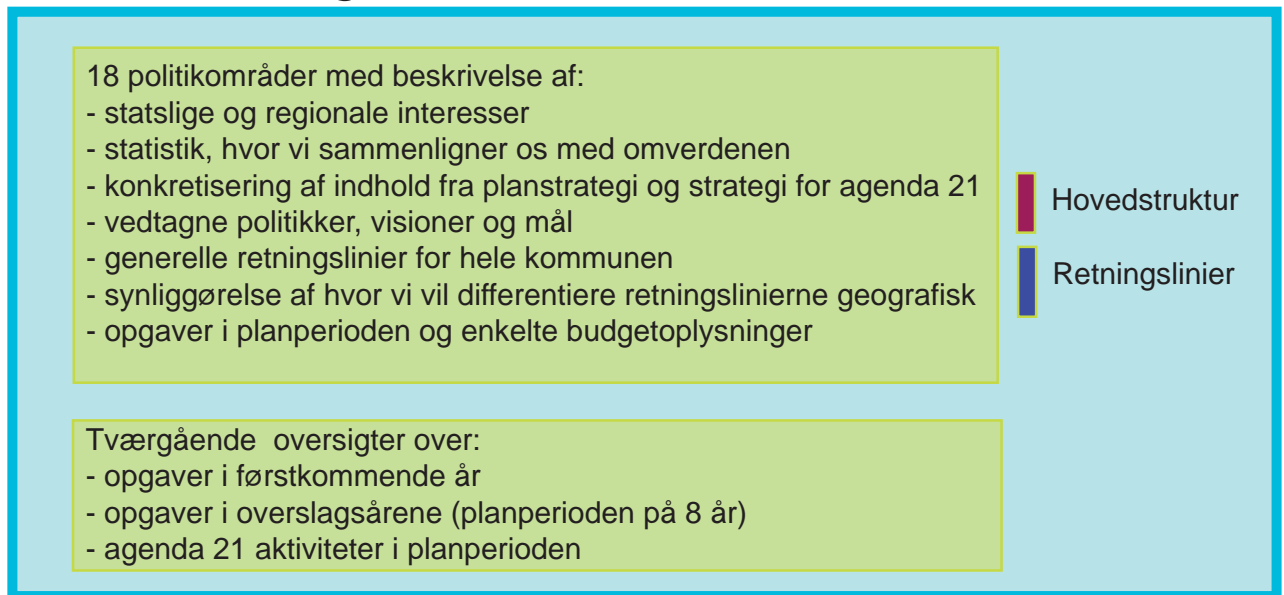 18 politikområder med beskrivelse af:
- statslige og regionale interesser
- statistik, hvor vi sammenligner os med omverdenen
- konkretisering af indhold fra planstrategi og strategi for agenda 21
- vedtagne politikker, visioner og mål
- generelle retningslinier for hele kommunen
- synliggørelse af hvor vi vil differentiere retningslinierne geografisk
- opgaver i planperioden og enkelte budgetoplysninger
Hovedstruktur
Retningslinier
Tværgående oversigter over:
- opgaver i førstkommende år
- opgaver i overslagsårene (planperioden på 8 år)
- agenda 21 aktiviteter i planperioden